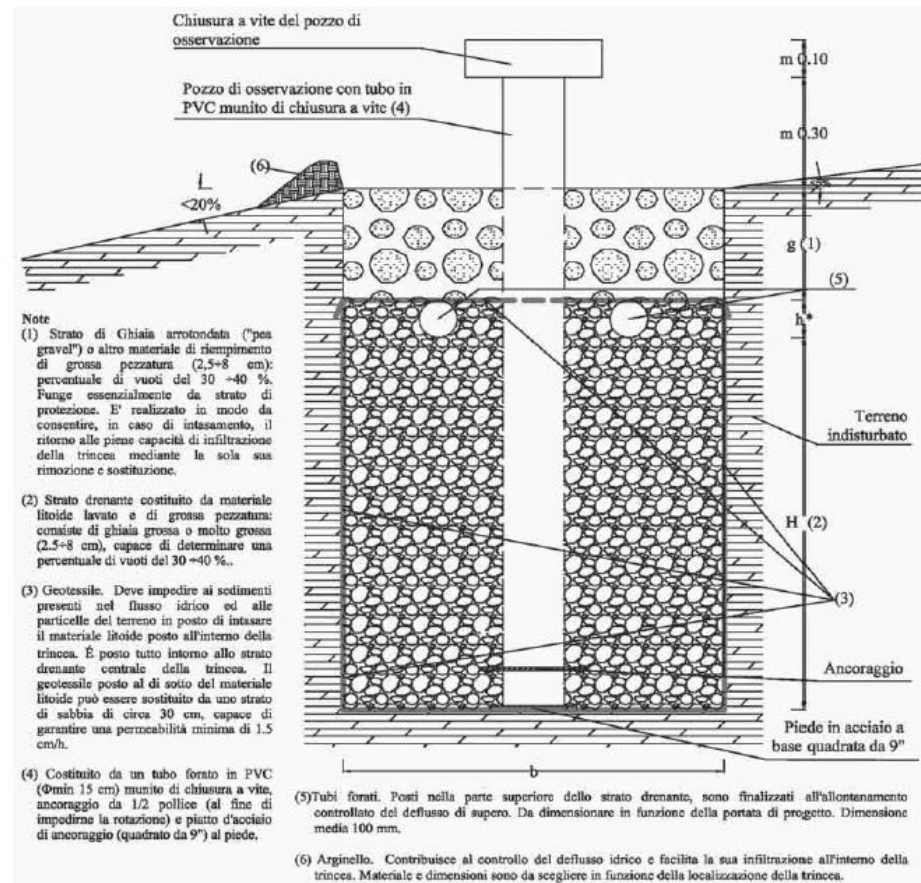 Chiusura a vite del pozzo di
osservazione
Pozzo di osservazione con tubo in
PVC munito di chiusura a vite (4)
m 0.10
m 0.30
(6)
<20%
g (1)
(5)
h*
Terreno
indisturbato
H (2)
(3)
Ancoraggio
Piede in acciaio a
base quadrata da 9"
b
Note
(1) Strato di Ghiaia arrotondata ("pea
gravel") o altro materiale di riempimento
di grossa pezzatura (2,5÷8 cm):
percentuale di vuoti del 30 ÷40 %.
Funge essenzialmente da strato di
protezione. E' realizzato in modo da
consentire, in caso di intasamento, il
ritorno alle piene capacità di infiltrazione
della trincea mediante la sola sua
rimozione e sostituzione.
(2) Strato drenante costituito da materiale
litoide lavato e di grossa pezzatura:
consiste di ghiaia grossa o molto grossa
(2.5÷8 cm), capace di determinare una
percentuale di vuoti del 30 ÷40 %..
(3) Geotessile. Deve impedire ai sedimenti
presenti nel flusso idrico ed alle
particelle del terreno in posto di intasare
il materiale litoide posto all'interno della
trincea. É posto tutto intorno allo strato
drenante centrale della trincea. Il
geotessile posto al di sotto del materiale
litoide può essere sostituito da uno strato
di sabbia di circa 30 cm, capace di
garantire una permeabilità minima di 1.5
cm/h.
(4) Costituito da un tubo forato in PVC
(Φmin 15 cm) munito di chiusura a vite,
ancoraggio da 1/2 pollice (al fine di
impedirne la rotazione) e piatto d'acciaio
di ancoraggio (quadrato da 9") al piede.
(5)Tubi forati. Posti nella parte superiore dello strato drenante, sono finalizzati all'allontanamento
controllato del deflusso di supero. Da dimensionare in funzione della portata di progetto. Dimensione
media 100 mm.
(6) Arginello. Contribuisce al controllo del deflusso idrico e facilita la sua infiltrazione all'interno della
trincea. Materiale e dimensioni sono da scegliere in funzione della localizzazione della trincea.